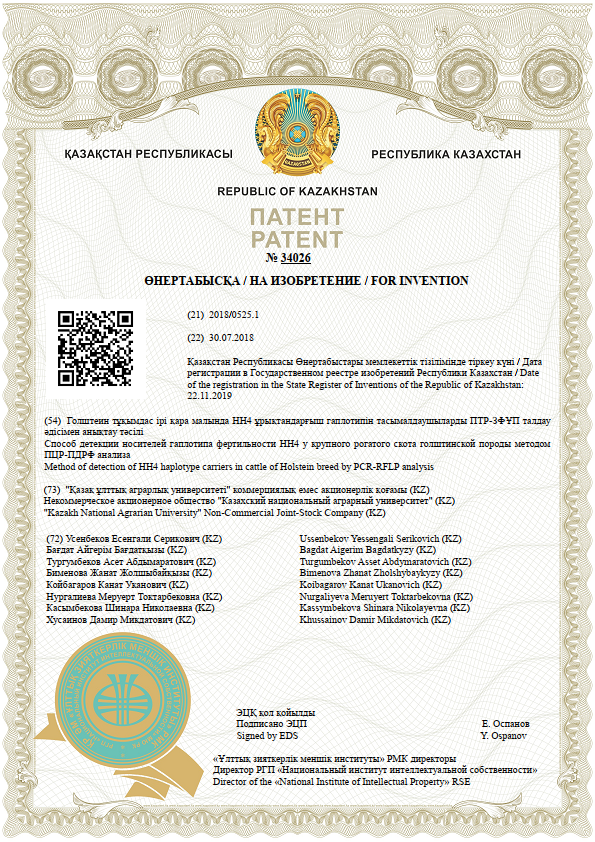 ҚАЗАҚСТАН РЕСПУБЛИКАСЫ
РЕСПУБЛИКА КАЗАХСТАН
REPUBLIC OF KAZAKHSTAN
ПАТЕНТ
PATENT
№ 34026
ӨНЕРТАБЫСҚА / НА ИЗОБРЕТЕНИЕ / FOR INVENTION
(21) 2018/0525.1
(22) 30.07.2018
Қазақстан Республикасы Өнертабыстары мемлекеттік тізілімінде тіркеу күні / Дата
регистрации в Государственном реестре изобретений Республики Казахстан / Date
of the registration in the State Register of Inventions of the Republic of Kazakhstan:
22.11.2019
(54) Голштеин тұқымдас ірі қара малында НН4 ұрықтандарғыш гаплотипін тасымалдаушыларды ПТР-ЗФҰП талдау
әдісімен анықтау тәсілі
Способ детекции носителей гаплотипа фертильности НН4 у крупного рогатого скота голштинской породы методом
ПЦР-ПДРФ анализа
Method of detection of HH4 haplotype carriers in cattle of Holstein breed by PCR-RFLP analysis
(73) "Қазақ ұлттық аграрлық университеті" коммерциялық емес акционерлік қоғамы (KZ)
Некоммерческое акционерное общество "Казахский национальный аграрный университет" (KZ)
"Kazakh National Agrarian University" Non-Commercial Joint-Stock Company (KZ)
(72) Усенбеков Есенгали Серикович (KZ)
Бағдат Айгерім Бағдатқызы (KZ)
Тургумбеков Асет Абдымаратович (KZ)
Бименова Жанат Жолшыбайқызы (KZ)
Койбагаров Канат Уканович (KZ)
Нургалиева Меруерт Токтарбековна (KZ)
Касымбекова Шинара Николаевна (KZ)
Хусаинов Дамир Микдатович (KZ)
Ussenbekov Yessengali Serikovich (KZ)
Bagdat Aigerim Bagdatkyzy (KZ)
Turgumbekov Asset Abdymaratovich (KZ)
Bimenova Zhanat Zholshybaykyzy (KZ)
Koibagarov Kanat Ukanovich (KZ)
Nurgaliyeva Meruyert Toktarbekovna (KZ)
Kassymbekova Shinara Nikolayevna (KZ)
Khussainov Damir Mikdatovich (KZ)
ЭЦҚ қол қойылды
Подписано ЭЦП
Signed by EDS
Е. Оспанов
Y. Ospanov
«Ұлттық зияткерлік меншік институты» РМК директоры
Директор РГП «Национальный институт интеллектуальной собственности»
Director of the «National Institute of Intellectual Property» RSE